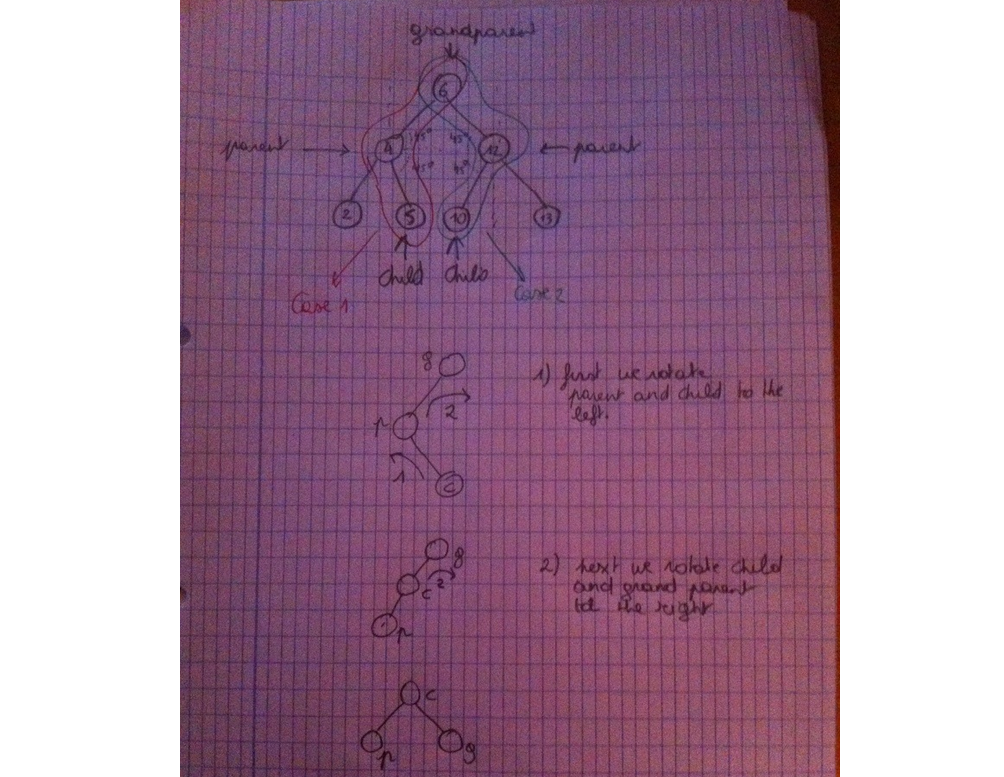 grandparent
6
parent 4 45° 45° 12 parent
45° 45°
2 5 10 13
child child
Case 1 Case 2
g
2
p
1
c
1) first we rotate
parent and child to the
left.
g
c 2
p
2) next we rotate child
and grand parent
to the right
c
p g